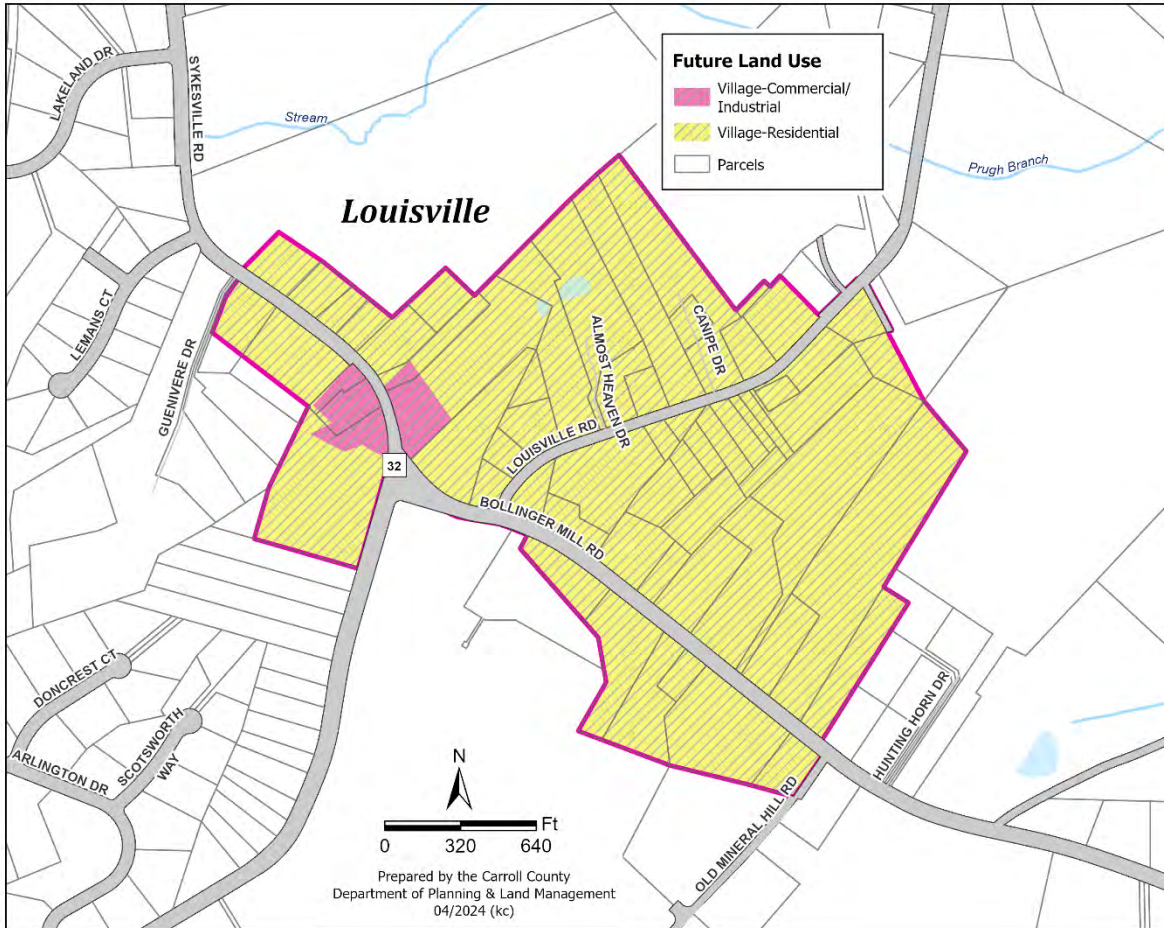 Future Land Use
Village-Commercial/
Industrial
Village-Residential
Parcels
LAKELAND DR
SYKESVILLE RD
Stream
Prugh Branch
Louisville
LEMANS CT
GUENIVERE DR
ALMOST HEAVEN DR
CANIPE DR
LOUISVILLE RD
32
BOLLINGER MILL RD
DONCREST CT
SCOTSWORTH
WAY
ARLINGTON DR
HUNTING HORN DR
OLD MINERAL HILL RD
N
Ft
0 320 640
Prepared by the Carroll County
Department of Planning & Land Management
04/2024 (kc)